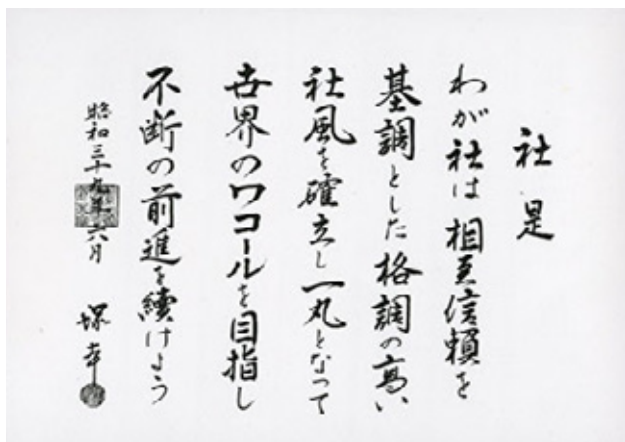 社是
わが社は相互信頼を
基調とした格調の高い
社風を確立し一丸となって
世界のワコールを目指し
不断の前進を続けよう
昭和三十九年六月
塚幸